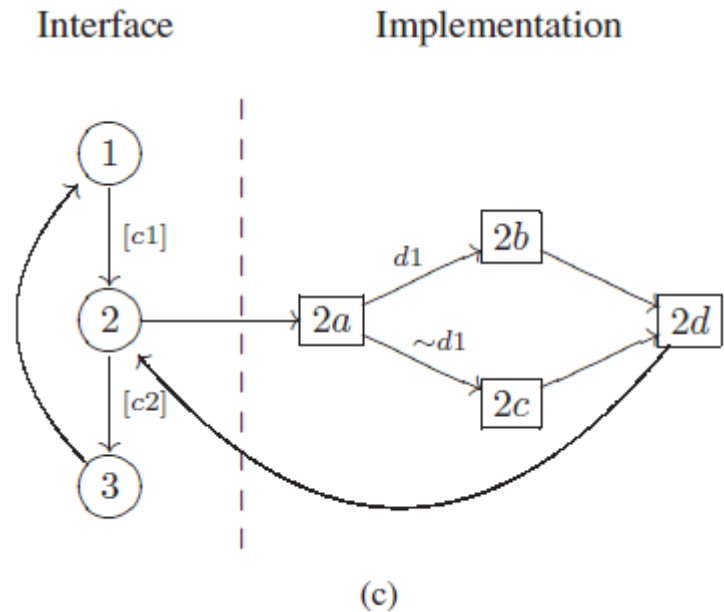 Interface Implementation
1
[c1]
2
[c2]
3
2a
d1
~d1
2b
2c
2d
(c)